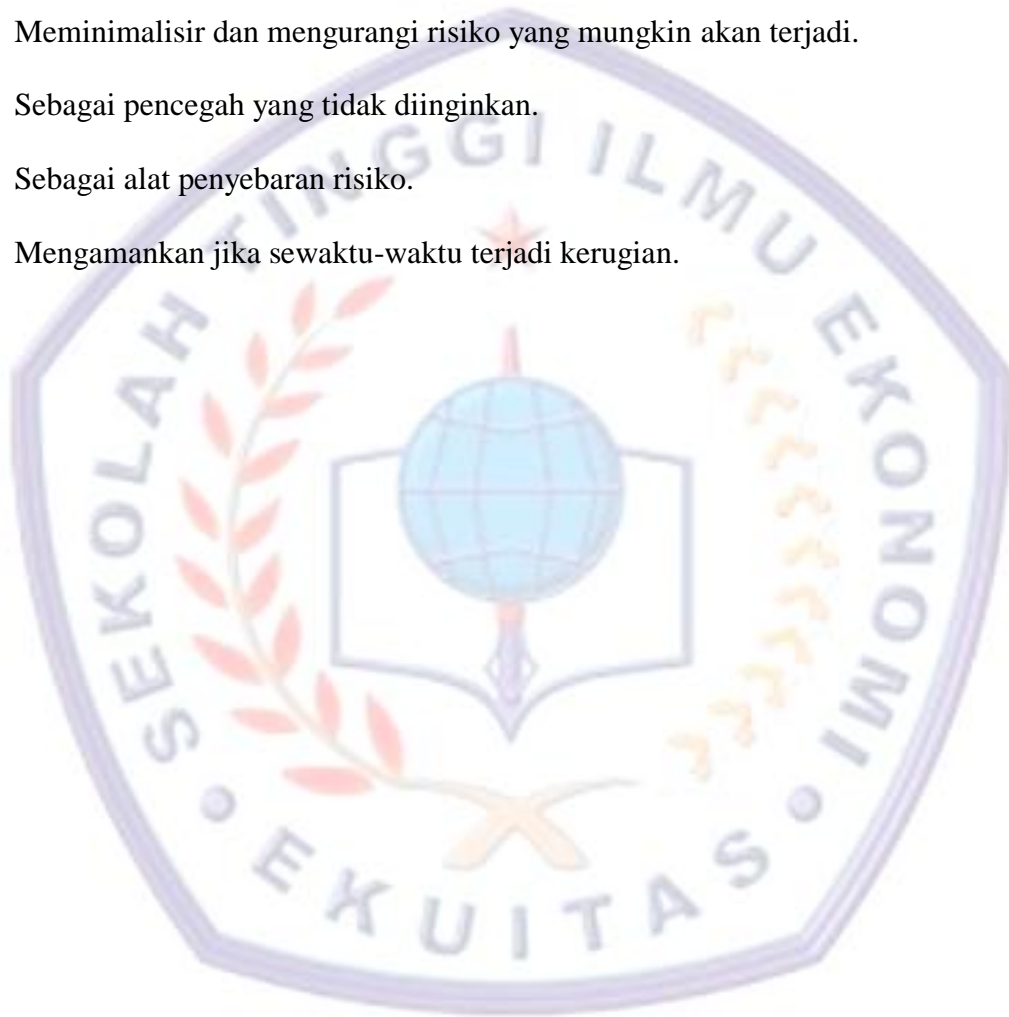 Meminimalisir dan mengurangi risiko yang mungkin akan terjadi.
Sebagai pencegah yang tidak diinginkan.
Sebagai alat penyebaran risiko.
Mengamankan jika sewaktu-waktu terjadi kerugian.
SEKOLAH TINGGI ILMU EKONOMI
EKUITAS